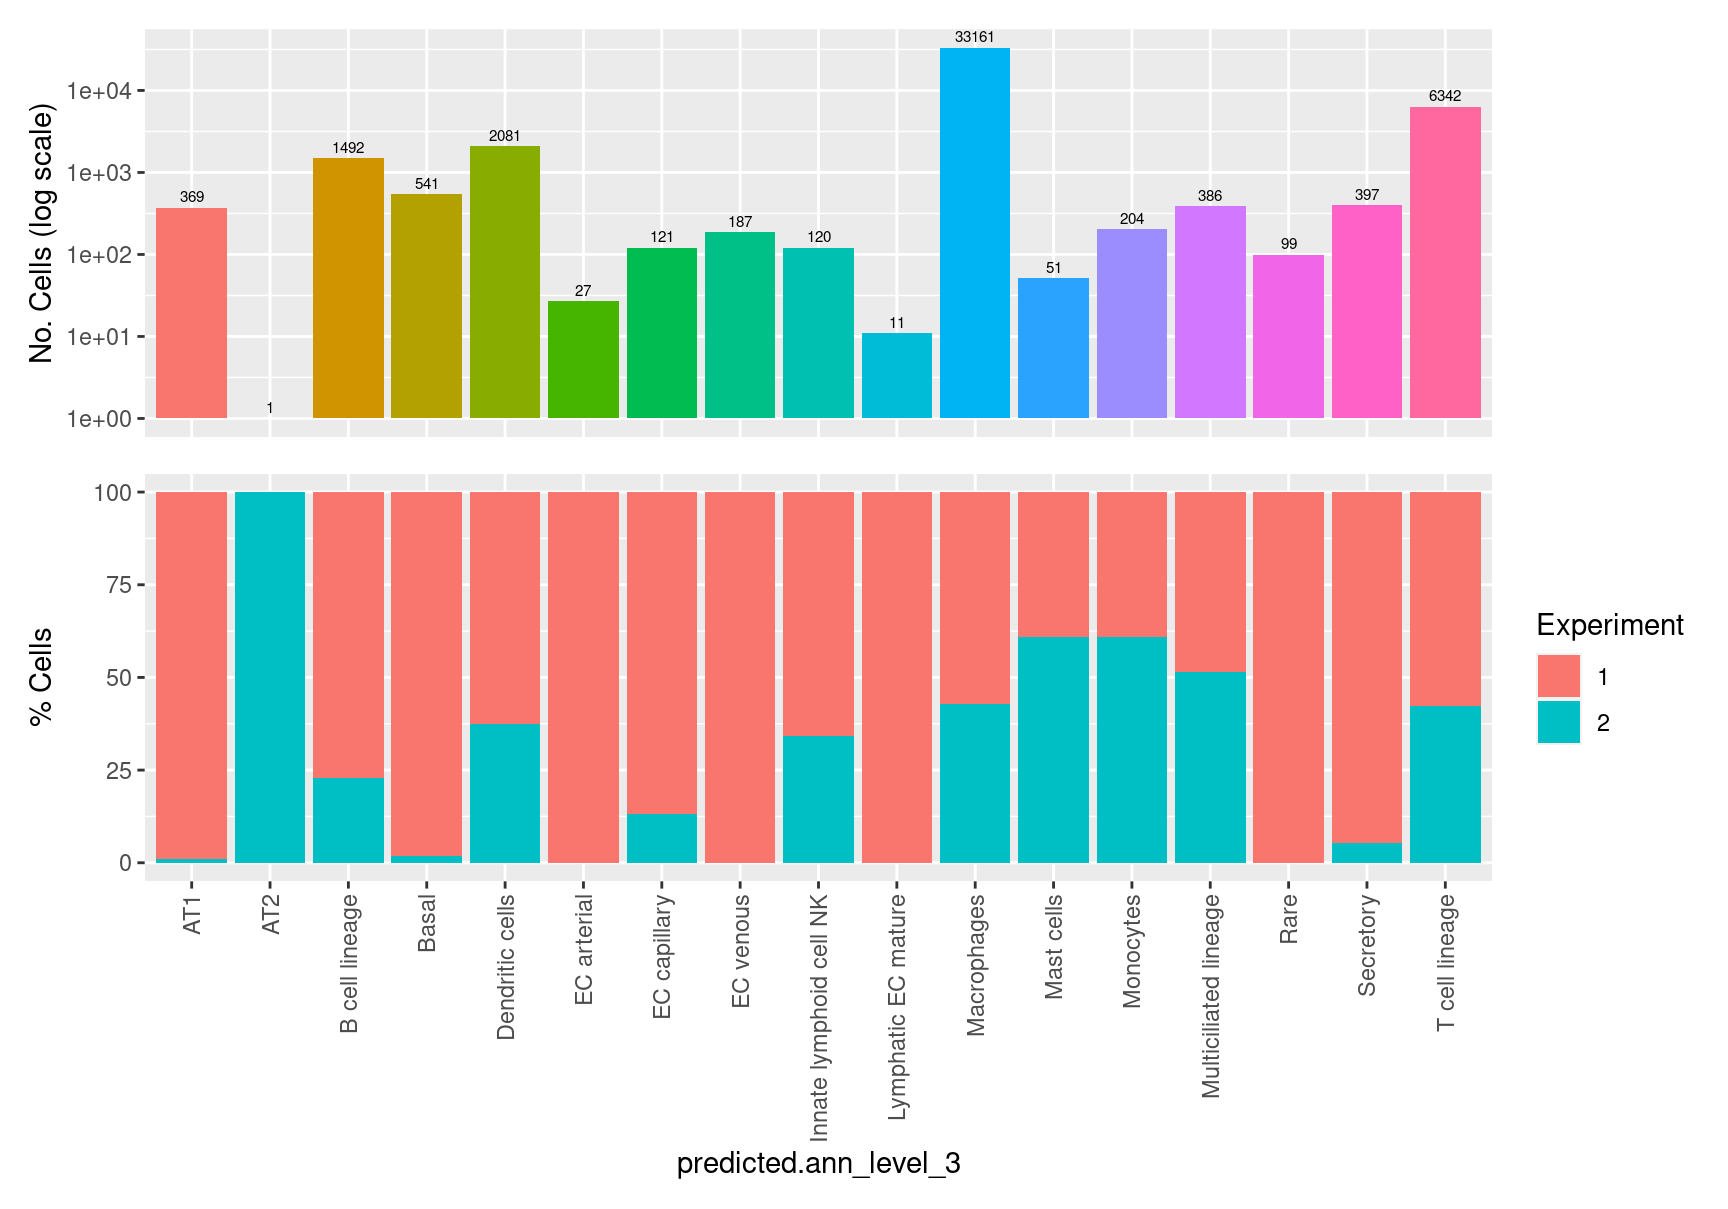 33161
6342
2081
1492
541
369
397
386
204
187
121
120
99
51
27
11
1
1e+04
1e+03
1e+02
1e+01
1e+00
No. Cells (log scale)
100
75
50
25
0
% Cells
Experiment
1
2
AT1
AT2
B cell lineage
Basal
Dendritic cells
EC arterial
EC capillary
EC venous
Innate lymphoid cell NK
Lymphatic EC mature
Macrophages
Mast cells
Monocytes
Multiciliated lineage
Rare
Secretory
T cell lineage
predicted.ann_level_3